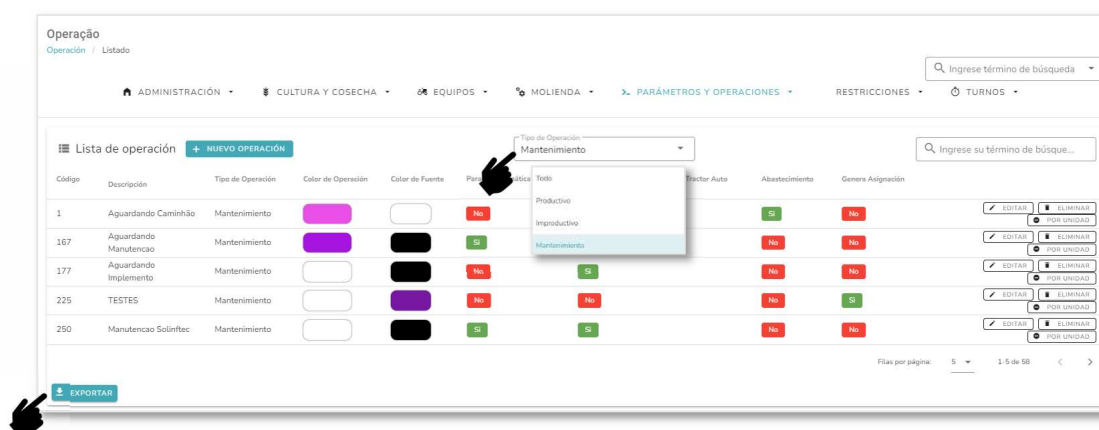 Operação
Operación / Listado
Ingrese término de búsqueda
ADMINISTRACIÓN
CULTURA Y COSECHA
EQUIPOS
MOLIENDA
PARÁMETROS Y OPERACIONES
RESTRICCIONES
TURNOS
Lista de operación
+ NUEVO OPERACIÓN
Tipo de Operación
Mantenimiento
Ingrese su término de búsque...
Código Descripción Tipo de Operación Color de Operación Color de Fuente Tractor Auto Abastecimiento Genera Asignación
Todo
Productivo
Improductivo
Mantenimiento
1 Aguardando Caminhão Mantenimiento No Si No EDITAR ELIMINAR POR UNIDAD
167 Aguardando Manutencao Mantenimiento Si No No EDITAR ELIMINAR POR UNIDAD
177 Aguardando Implemento Mantenimiento No Si No No EDITAR ELIMINAR POR UNIDAD
225 TESTES Mantenimiento No No No Si EDITAR ELIMINAR POR UNIDAD
250 Manutencao Solinftec Mantenimiento Si Si No No EDITAR ELIMINAR POR UNIDAD
Filas por página: 5 1-5 de 58
EXPORTAR